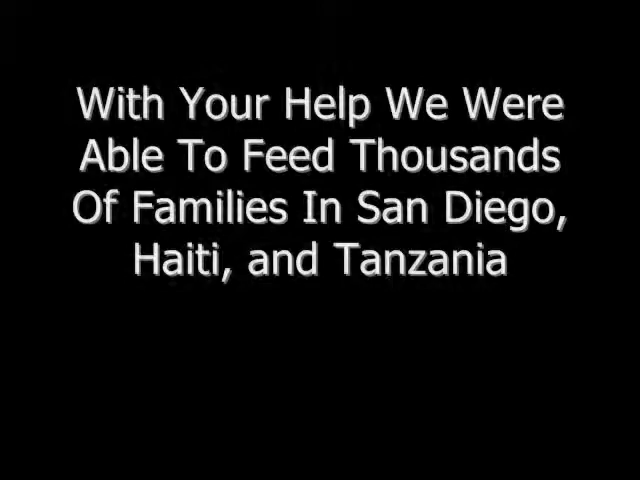 With Your Help We Were
Able To Feed Thousands
Of Families In San Diego,
Haiti, and Tanzania